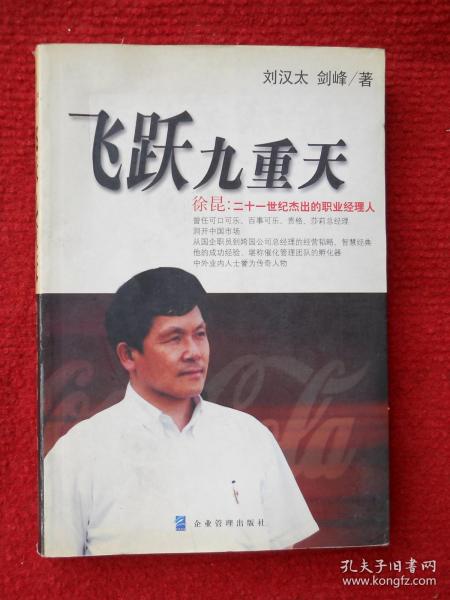 刘汉太 剑峰/著
飞跃九重天
徐昆:二十一世纪杰出的职业经理人
曾任可口可乐、百事可乐、贵格、莎莉总经理
洞开中国市场
从国企职员到跨国公司总经理的经营韬略、智慧经典
他的成功经验,堪称催化管理团队的孵化器
中外业内人士誉为传奇人物
Coca-Cola
企业管理出版社
孔夫子旧书网
www.kongfz.com